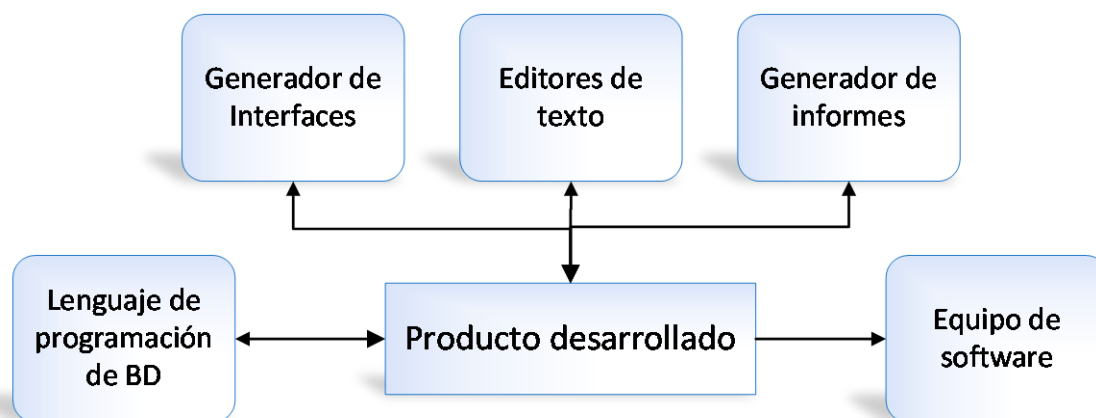 Generador de
Interfaces
Editores de
texto
Generador de
informes
Lenguaje de
programación
de BD
Producto desarrollado
Equipo de
software